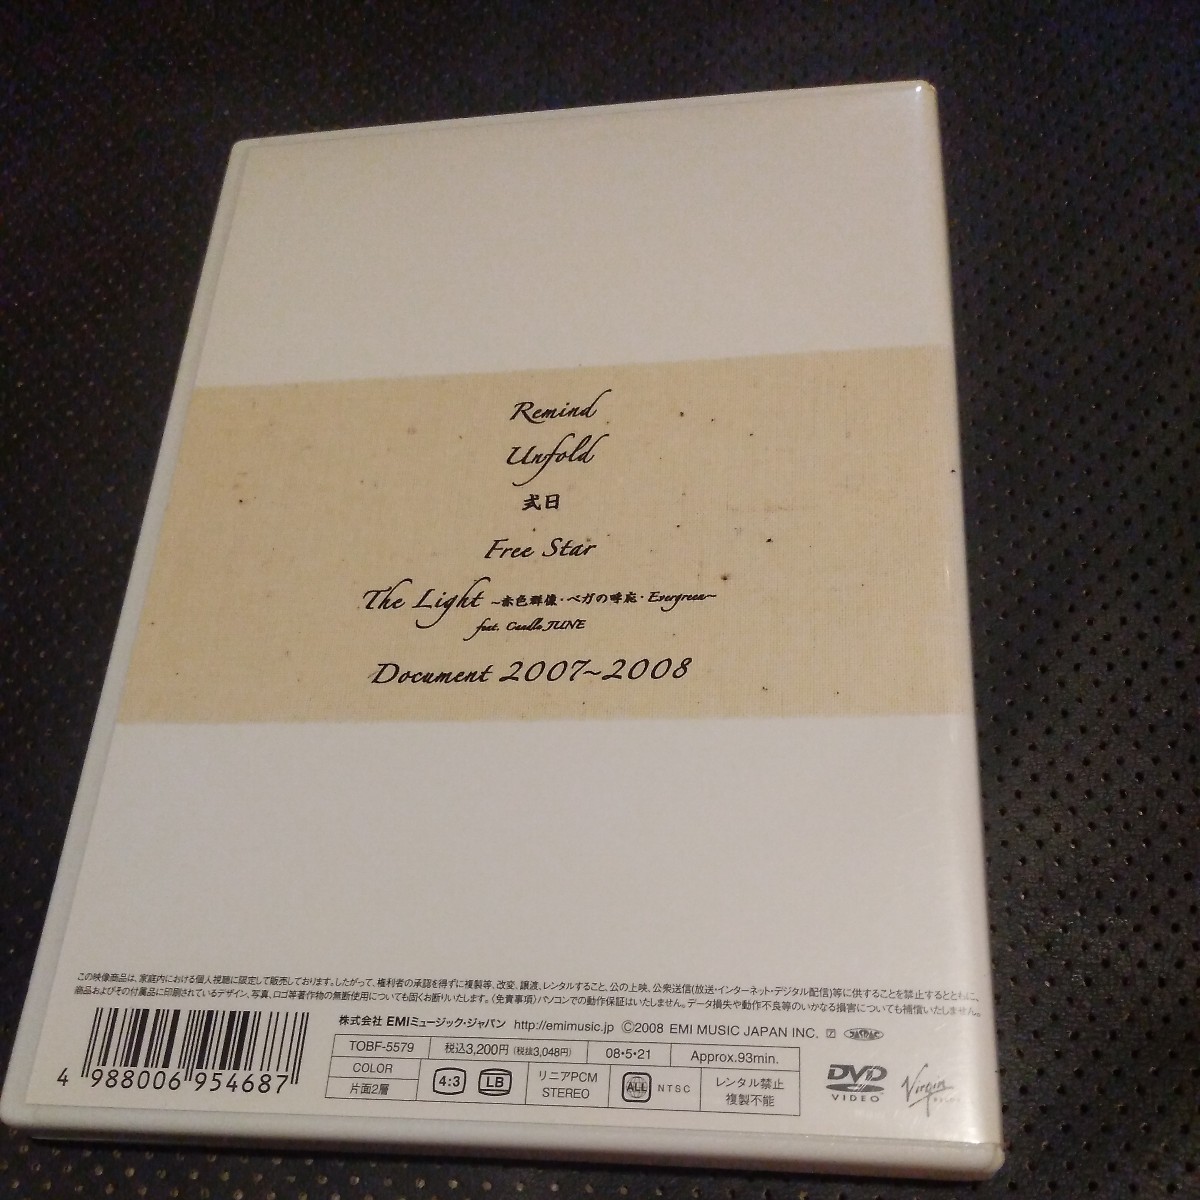 Remind
Unfold
弐日
Free Star
The Light ~赤色群像・ベガの呼応・Evergreen~
feat. Candle JUNE
Document 2007~2008
この映像商品は、家庭内における個人視聴に限定して販売しております。したがって、権利者の承認を得ずに複製等、改変、譲渡、レンタルすること、公の上映、公衆送信(放送・インターネット・デジタル配信)等に供することを禁止するとともに、
商品およびその付属品に印刷されているデザイン、写真、ロゴ等著作物の無断使用についても固くお断りいたします。〈免責事項〉パソコンでの動作保証はいたしません。データ損失や動作不良等のいかなる損害についても補償いたしません。
株式会社 EMIミュージック・ジャパン http://emimusic.jp Ⓒ2008 EMI MUSIC JAPAN INC. JASRAC
TOBF-5579 税込3,200円(税抜3,048円) 08・5・21 Approx.93min.
COLOR
片面2層
4:3 LB
リニアPCM
STEREO
ALL NTSC
レンタル禁止
複製不能
DVD
VIDEO
Virgin
4 988006 954687